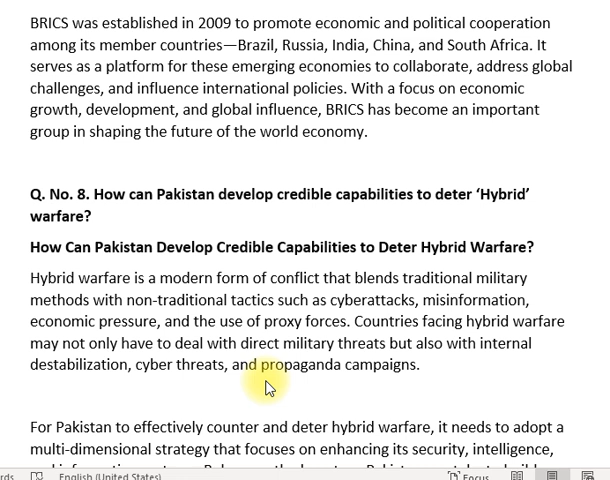 BRICS was established in 2009 to promote economic and political cooperation
among its member countries—Brazil, Russia, India, China, and South Africa. It
serves as a platform for these emerging economies to collaborate, address global
challenges, and influence international policies. With a focus on economic
growth, development, and global influence, BRICS has become an important
group in shaping the future of the world economy.
Q. No. 8. How can Pakistan develop credible capabilities to deter ‘Hybrid’
warfare?
How Can Pakistan Develop Credible Capabilities to Deter Hybrid Warfare?
Hybrid warfare is a modern form of conflict that blends traditional military
methods with non-traditional tactics such as cyberattacks, misinformation,
economic pressure, and the use of proxy forces. Countries facing hybrid warfare
may not only have to deal with direct military threats but also with internal
destabilization, cyber threats, and propaganda campaigns.
For Pakistan to effectively counter and deter hybrid warfare, it needs to adopt a
multi-dimensional strategy that focuses on enhancing its security, intelligence,
English (United States) Focus